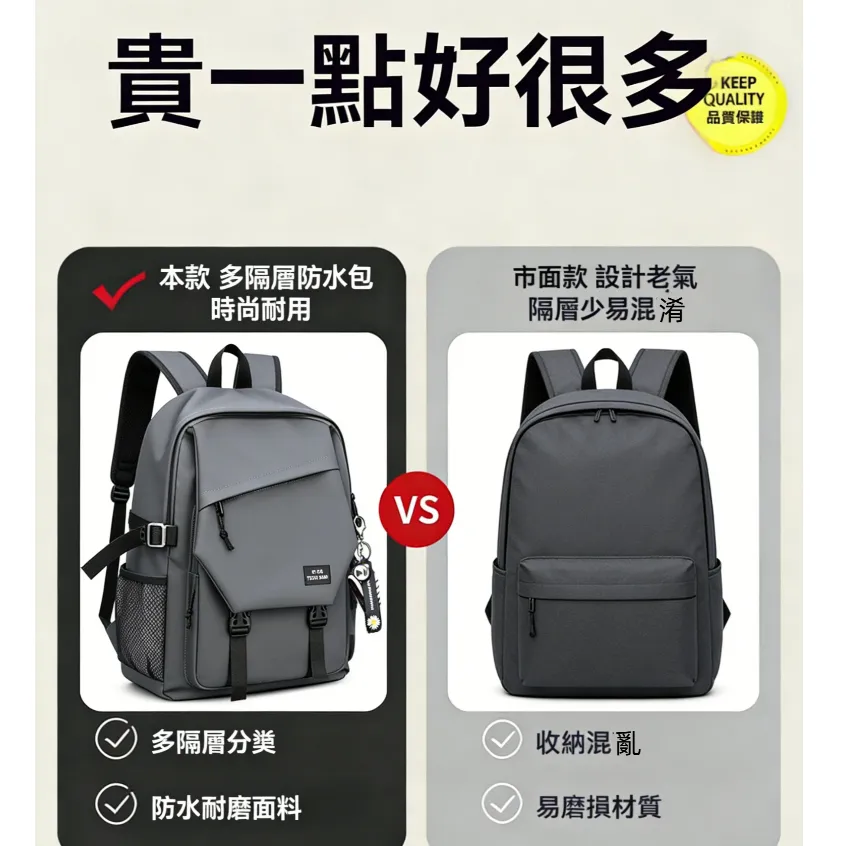 貴一點好很多
KEEP
QUALITY
品質保證
本款 多隔層防水包
時尚耐用
市面款 設計老氣
隔層少易混淆
VS
多隔層分类
收納混亂
防水耐磨面料
易磨損材質